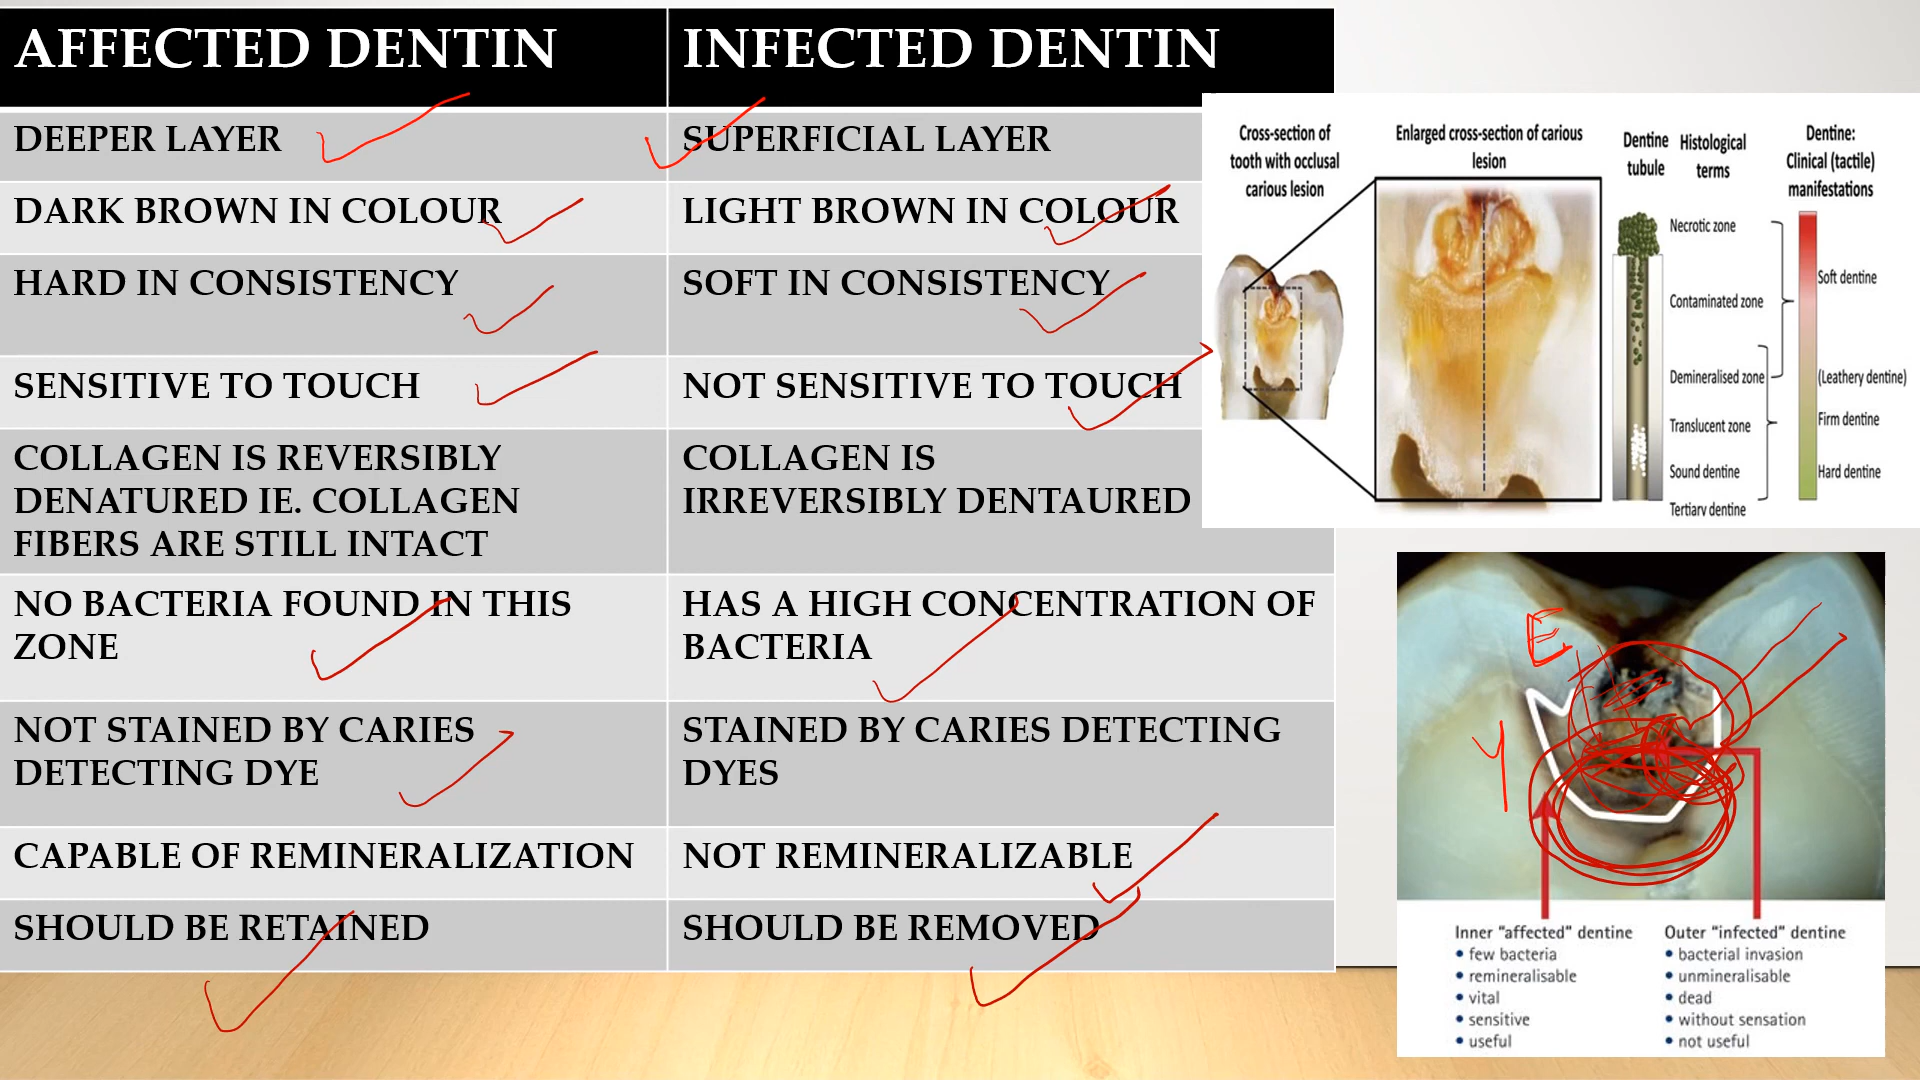 AFFECTED DENTIN
INFECTED DENTIN
DEEPER LAYER
SUPERFICIAL LAYER
DARK BROWN IN COLOUR
LIGHT BROWN IN COLOUR
HARD IN CONSISTENCY
SOFT IN CONSISTENCY
SENSITIVE TO TOUCH
NOT SENSITIVE TO TOUCH
COLLAGEN IS REVERSIBLY
DENATURED IE. COLLAGEN
FIBERS ARE STILL INTACT
COLLAGEN IS
IRREVERSIBLY DENTAURED
NO BACTERIA FOUND IN THIS
ZONE
HAS A HIGH CONCENTRATION OF
BACTERIA
NOT STAINED BY CARIES
DETECTING DYE
STAINED BY CARIES DETECTING
DYES
CAPABLE OF REMINERALIZATION
NOT REMINERALIZABLE
SHOULD BE RETAINED
SHOULD BE REMOVED
Cross-section of
tooth with occlusal
carious lesion
Enlarged cross-section of carious
lesion
Dentine
tubule
Histological
terms
Dentine:
Clinical (tactile)
manifestations
Necrotic zone
Contaminated zone
Demineralised zone
Translucent zone
Sound dentine
Tertiary dentine
Soft dentine
(Leathery dentine)
Firm dentine
Hard dentine
E
Inner "affected" dentine
• few bacteria
• remineralisable
• vital
• sensitive
• useful
Outer "infected" dentine
• bacterial invasion
• unmineralisable
• dead
• without sensation
• not useful